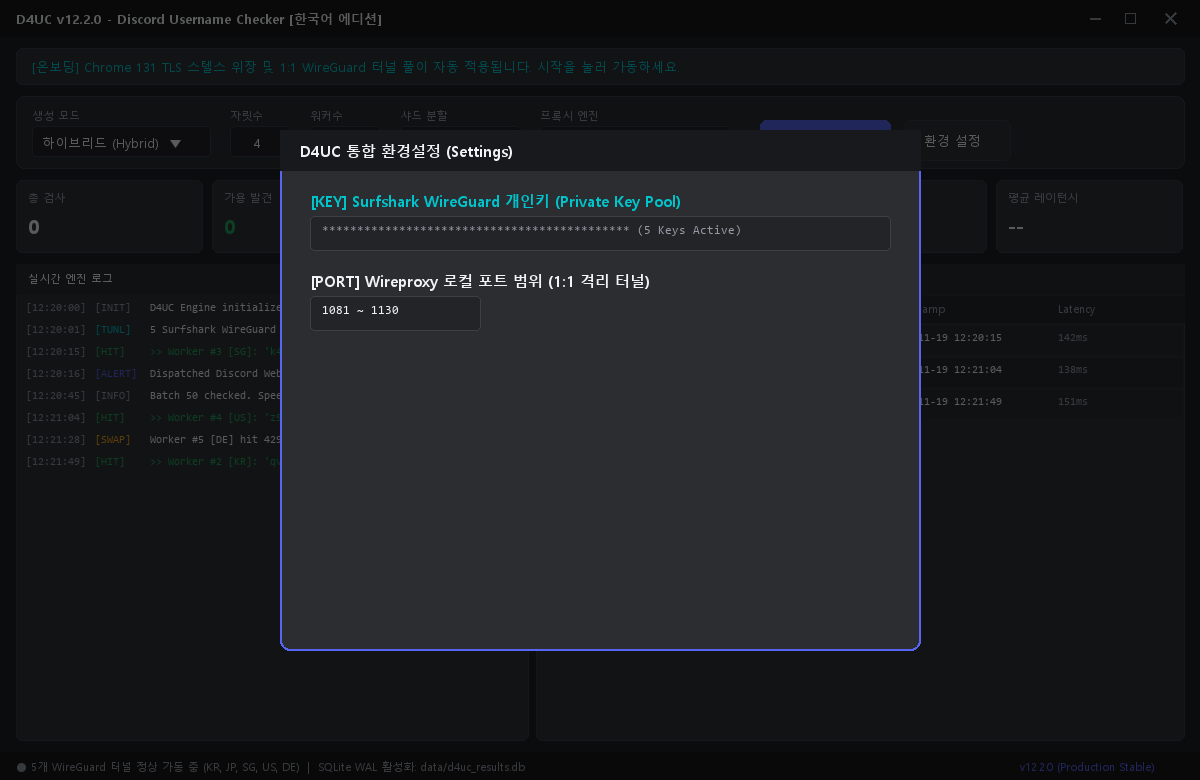 D4UC v12.2.0 - Discord Username Checker [한국어 에디션]
[온보딩] Chrome 131 TLS 스텔스 위장 및 1:1 WireGuard 터널 풀이 자동 적용됩니다. 시작을 눌러 가동하세요.
생성 모드
자릿수
워커수
샤드 분할
프록시 엔진
하이브리드 (Hybrid) ▼
4
환경 설정
D4UC 통합 환경설정 (Settings)
[KEY] Surfshark WireGuard 개인키 (Private Key Pool)
******************************************** (5 Keys Active)
[PORT] Wireproxy 로컬 포트 범위 (1:1 격리 터널)
1081 ~ 1130
총 검사
0
가용 발견
0
평균 레이턴시
--
실시간 엔진 로그
[12:20:00] [INIT] D4UC Engine initialize
[12:20:01] [TUNL] 5 Surfshark WireGuard
[12:20:15] [HIT] >> Worker #3 [SG]: 'k4
[12:20:16] [ALERT] Dispatched Discord Web
[12:20:45] [INFO] Batch 50 checked. Spee
[12:21:04] [HIT] >> Worker #4 [US]:
[12:21:28] [SWAP] Worker #5 [DE] hit 429
[12:21:49] [HIT] >> Worker #2 [KR]:
amp Latency
11-19 12:20:15 142ms
11-19 12:21:04 138ms
11-19 12:21:49 151ms
● 5개 WireGuard 터널 정상 가동 중 (KR, JP, SG, US, DE) | SQLite WAL 활성화: data/d4uc_results.db
v12.2.0 (Production Stable)